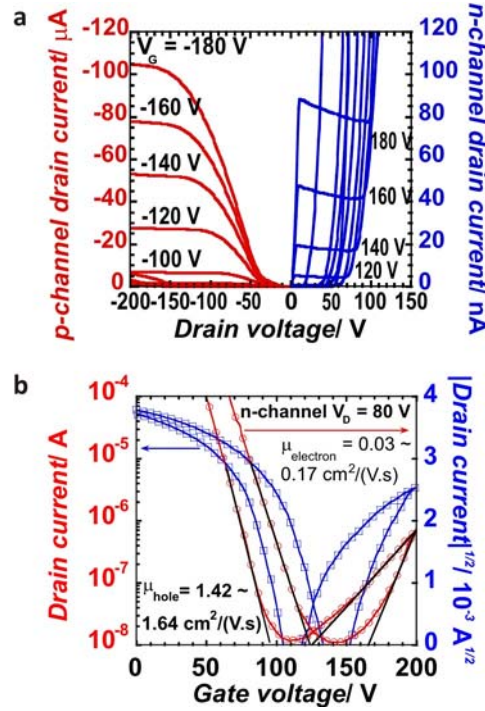 a
p-channel drain current/ μA
-120
-100
-80
-60
-40
-20
0
V_G = -180 V
-160 V
-140 V
-120 V
-100 V
180 V
160 V
140 V
120 V
120
100
80
60
40
20
0
n-channel drain current/ nA
-200 -150 -100 -50 0 50 100 150
Drain voltage/ V
b
Drain current/ A
10^-4
10^-5
10^-6
10^-7
10^-8
n-channel V_D = 80 V
μ_electron = 0.03 ~
0.17 cm²/(V.s)
μ_hole = 1.42 ~
1.64 cm²/(V.s)
4
3
2
1
0
|Drain current|^1/2/ 10^-3 A^1/2
0 50 100 150 200
Gate voltage/ V